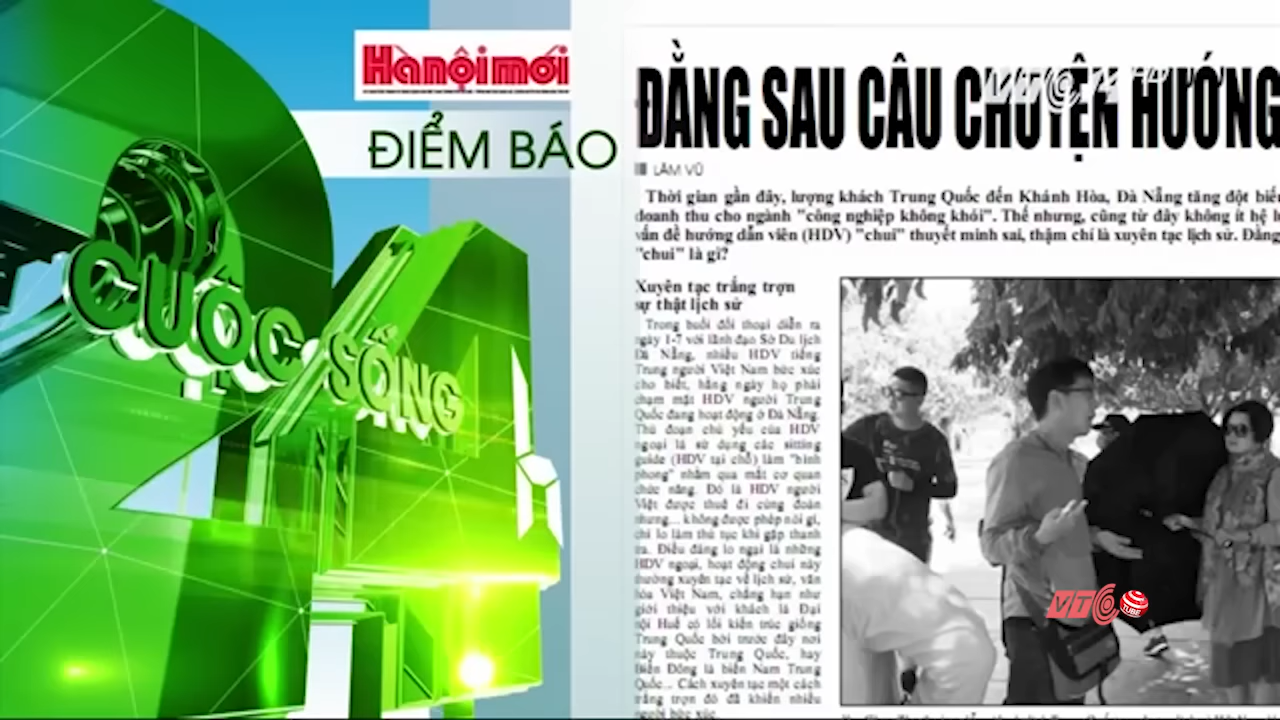 Hànộimới
ĐIỂM BÁO
CUỘC SỐNG
24h
ĐẰNG SAU CÂU CHUYỆN HƯỚNG
LÂM VŨ
Thời gian gần đây, lượng khách Trung Quốc đến Khánh Hòa, Đà Nẵng tăng đột biến
doanh thu cho ngành "công nghiệp không khói". Thế nhưng, cũng từ đây không ít hệ l
vấn đề hướng dẫn viên (HDV) "chui" thuyết minh sai, thậm chí là xuyên tạc lịch sử. Đằng
"chui" là gì?
Xuyên tạc trắng trợn
sự thật lịch sử
Trong buổi đối thoại diễn ra
ngày 1-7 với lãnh đạo Sở Du lịch
Đà Nẵng, nhiều HDV tiếng
Trung người Việt Nam bức xúc
cho biết, hằng ngày họ phải
chạm mặt HDV người Trung
Quốc đang hoạt động ở Đà Nẵng.
Thủ đoạn chủ yếu của HDV
ngoại là sử dụng các sitting
guide (HDV tại chỗ) làm "bình
phong" nhằm qua mắt cơ quan
chức năng. Đó là HDV người
Việt được thuê đi cùng đoàn
nhưng... không được phép nói gì,
chỉ lo làm thủ tục khi gặp thanh
tra. Điều đáng lo ngại là những
HDV ngoại, hoạt động chui này
thường xuyên tạc về lịch sử, văn
hóa Việt Nam, chẳng hạn như
giới thiệu với khách là Đại
nội Huế có lối kiến trúc giống
Trung Quốc bởi trước đây nơi
này thuộc Trung Quốc, hay
Biển Đông là biển Nam Trung
Quốc... Cách xuyên tạc một cách
trắng trợn đó đã khiến nhiều
người bức xúc.
VTC
TUBE